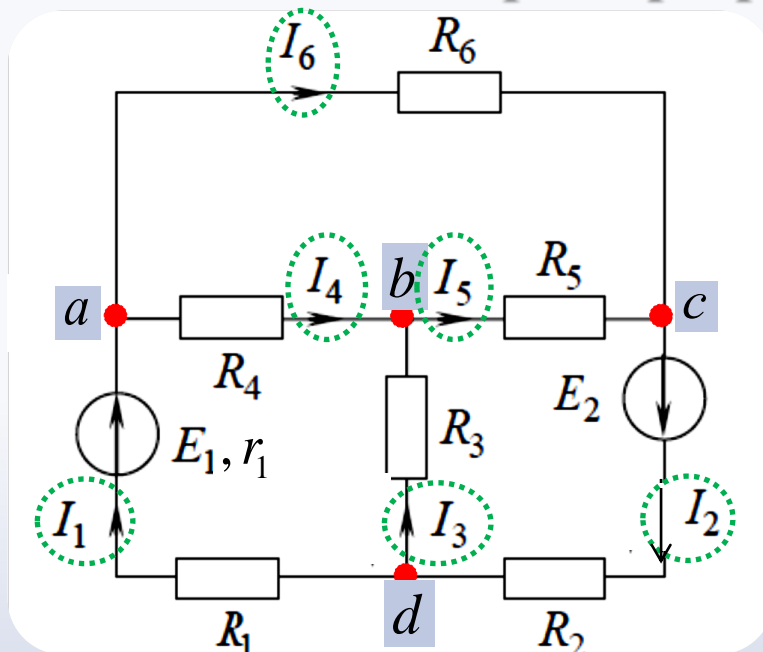 I₆ R₆
a I₄ b I₅ R₅ c
R₄
E₁, r₁ R₃ E₂
I₁ I₃ I₂
R₁ d R₂